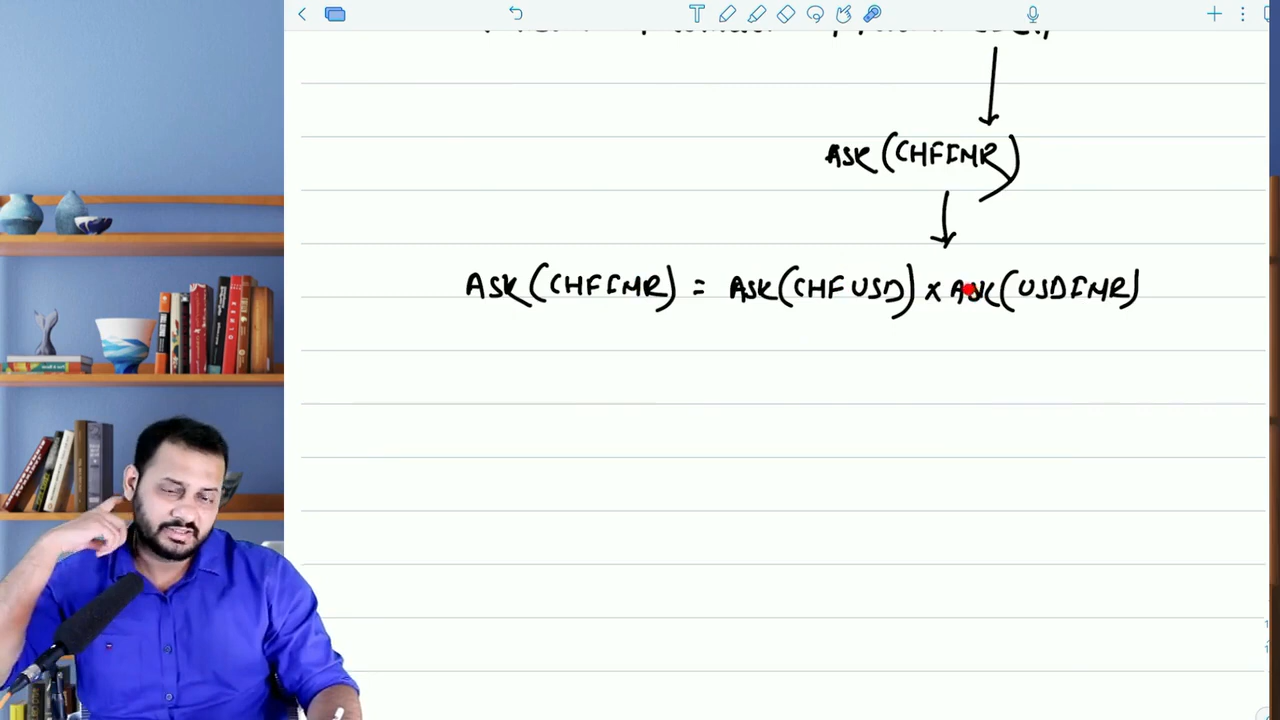 ASK (CHFINR)
ASK (CHFINR) = ASK (CHFUSD) x ASK (USDINR)